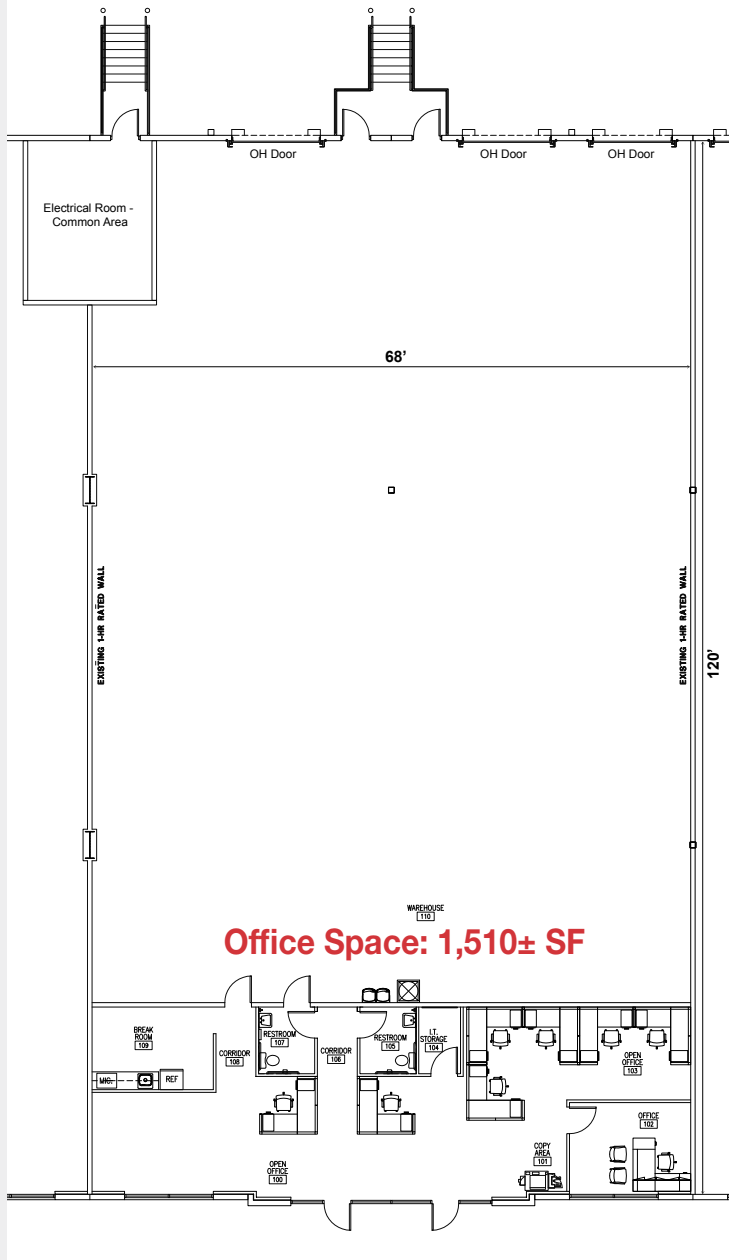 OH Door
OH Door
OH Door
Electrical Room -
Common Area
68'
EXISTING 1-HR RATED WALL
EXISTING 1-HR RATED WALL
120'
WAREHOUSE
110
Office Space: 1,510± SF
BREAK
ROOM
109
MIC.
REF
CORRIDOR
108
RESTROOM
107
CORRIDOR
106
RESTROOM
105
I.T.
STORAGE
104
OPEN
OFFICE
103
OFFICE
102
COPY
AREA
101
OPEN
OFFICE
100